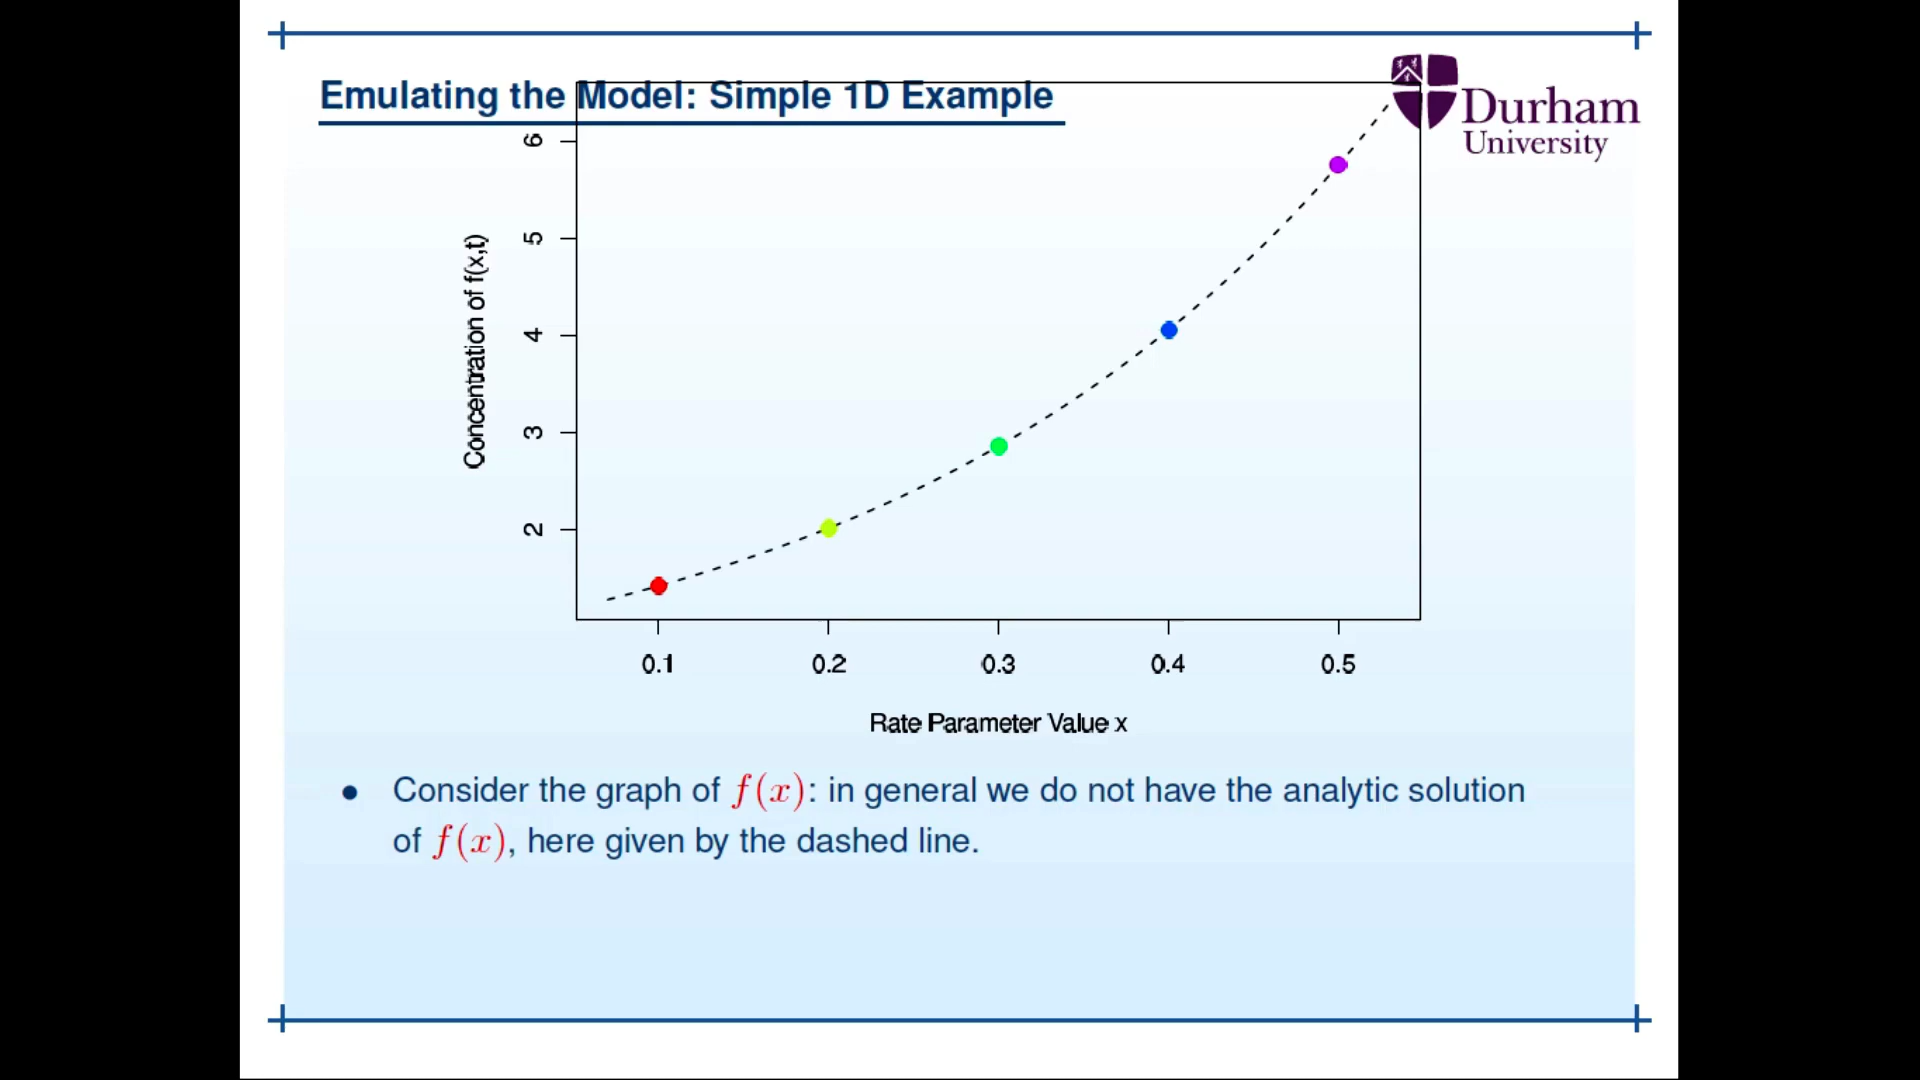 Emulating the Model: Simple 1D Example
Durham
University
6
5
4
3
2
Concentration of f(x,t)
0.1 0.2 0.3 0.4 0.5
Rate Parameter Value x
● Consider the graph of f(x): in general we do not have the analytic solution
of f(x), here given by the dashed line.